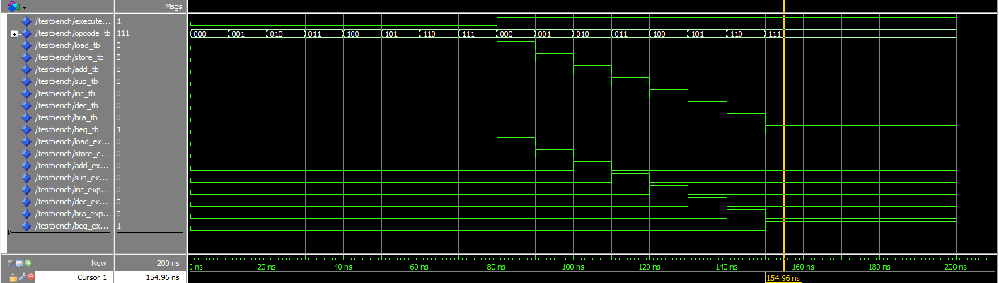 Msgs
/testbench/execute... 1
/testbench/opcode_tb 111 000 001 010 011 100 101 110 111 000 001 010 011 100 101 110 111
/testbench/load_tb 0
/testbench/store_tb 0
/testbench/add_tb 0
/testbench/sub_tb 0
/testbench/inc_tb 0
/testbench/dec_tb 0
/testbench/bra_tb 0
/testbench/beq_tb 1
/testbench/load_ex... 0
/testbench/store_e... 0
/testbench/add_ex... 0
/testbench/sub_ex... 0
/testbench/inc_exp... 0
/testbench/dec_ex... 0
/testbench/bra_exp... 0
/testbench/beq_ex... 1
Now 200 ns 0 ns 20 ns 40 ns 60 ns 80 ns 100 ns 120 ns 140 ns 160 ns 180 ns 200 ns
Cursor 1 154.96 ns 154.96 ns